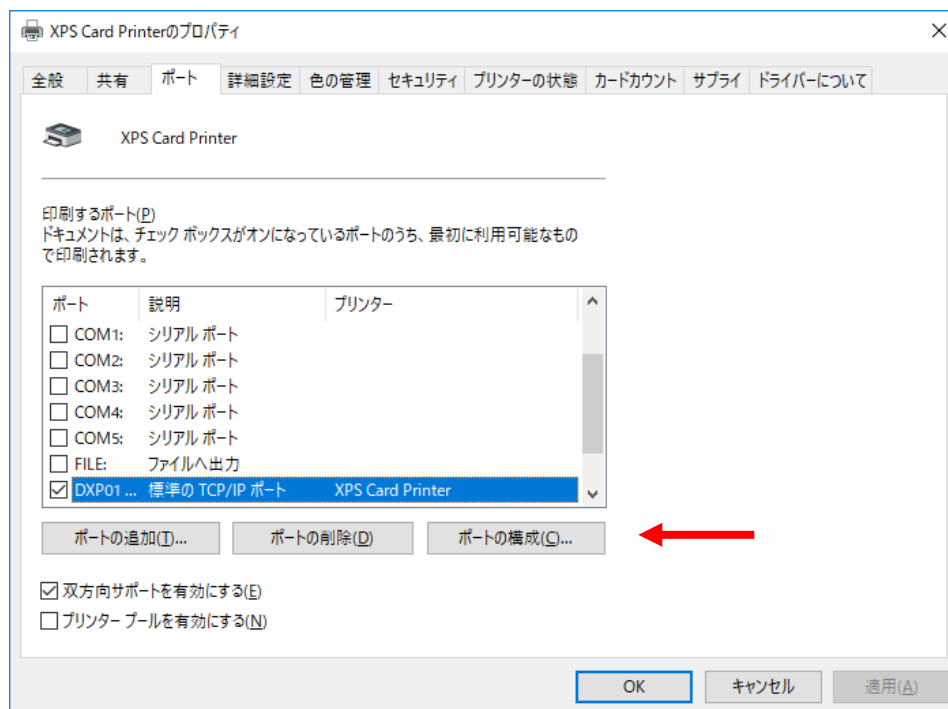 XPS Card Printerのプロパティ
全般 共有 ポート 詳細設定 色の管理 セキュリティ プリンターの状態 カードカウント サプライ ドライバーについて
XPS Card Printer
印刷するポート(P)
ドキュメントは、チェック ボックスがオンになっているポートのうち、最初に利用可能なもの
で印刷されます。
ポート 説明 プリンター
COM1: シリアル ポート
COM2: シリアル ポート
COM3: シリアル ポート
COM4: シリアル ポート
COM5: シリアル ポート
FILE: ファイルへ出力
DXP01 ... 標準の TCP/IP ポート XPS Card Printer
ポートの追加(T)... ポートの削除(D) ポートの構成(C)...
双方向サポートを有効にする(E)
プリンター プールを有効にする(N)
OK キャンセル 適用(A)